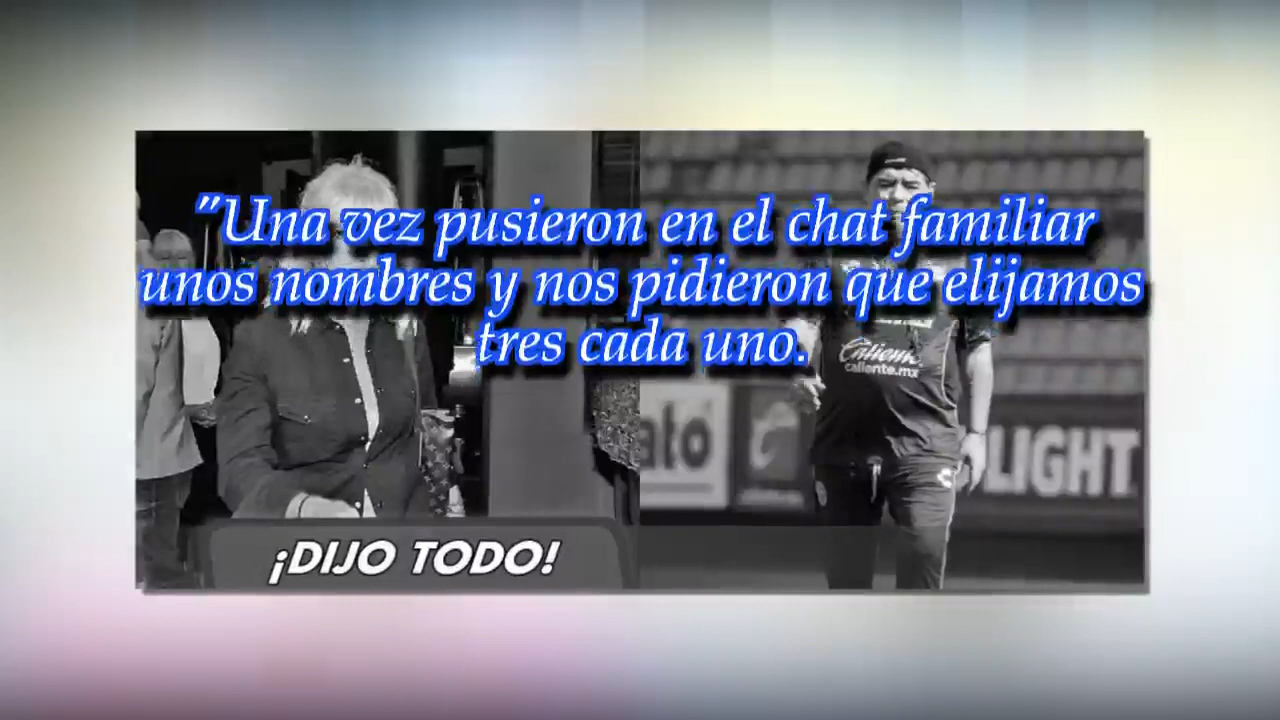 "Una vez pusieron en el chat familiar
unos nombres y nos pidieron que elijamos
tres cada uno.
Caliente
caliente.mx
LIGHT
¡DIJO TODO!